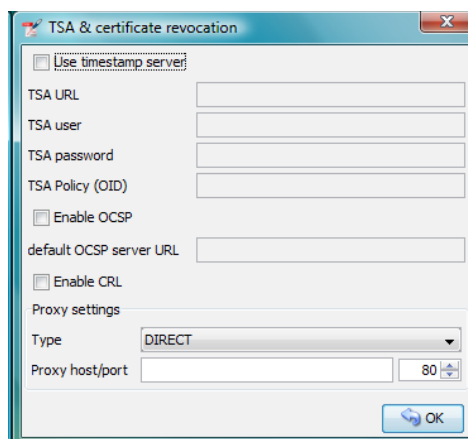 TSA & certificate revocation
Use timestamp server
TSA URL
TSA user
TSA password
TSA Policy (OID)
Enable OCSP
default OCSP server URL
Enable CRL
Proxy settings
Type DIRECT
Proxy host/port 80
OK